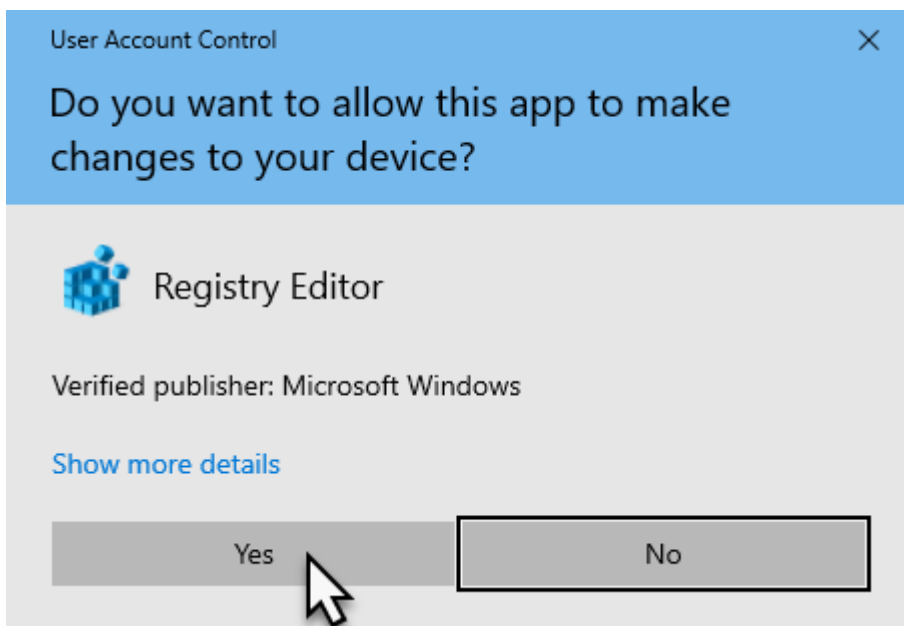 User Account Control
Do you want to allow this app to make
changes to your device?
Registry Editor
Verified publisher: Microsoft Windows
Show more details
Yes
No